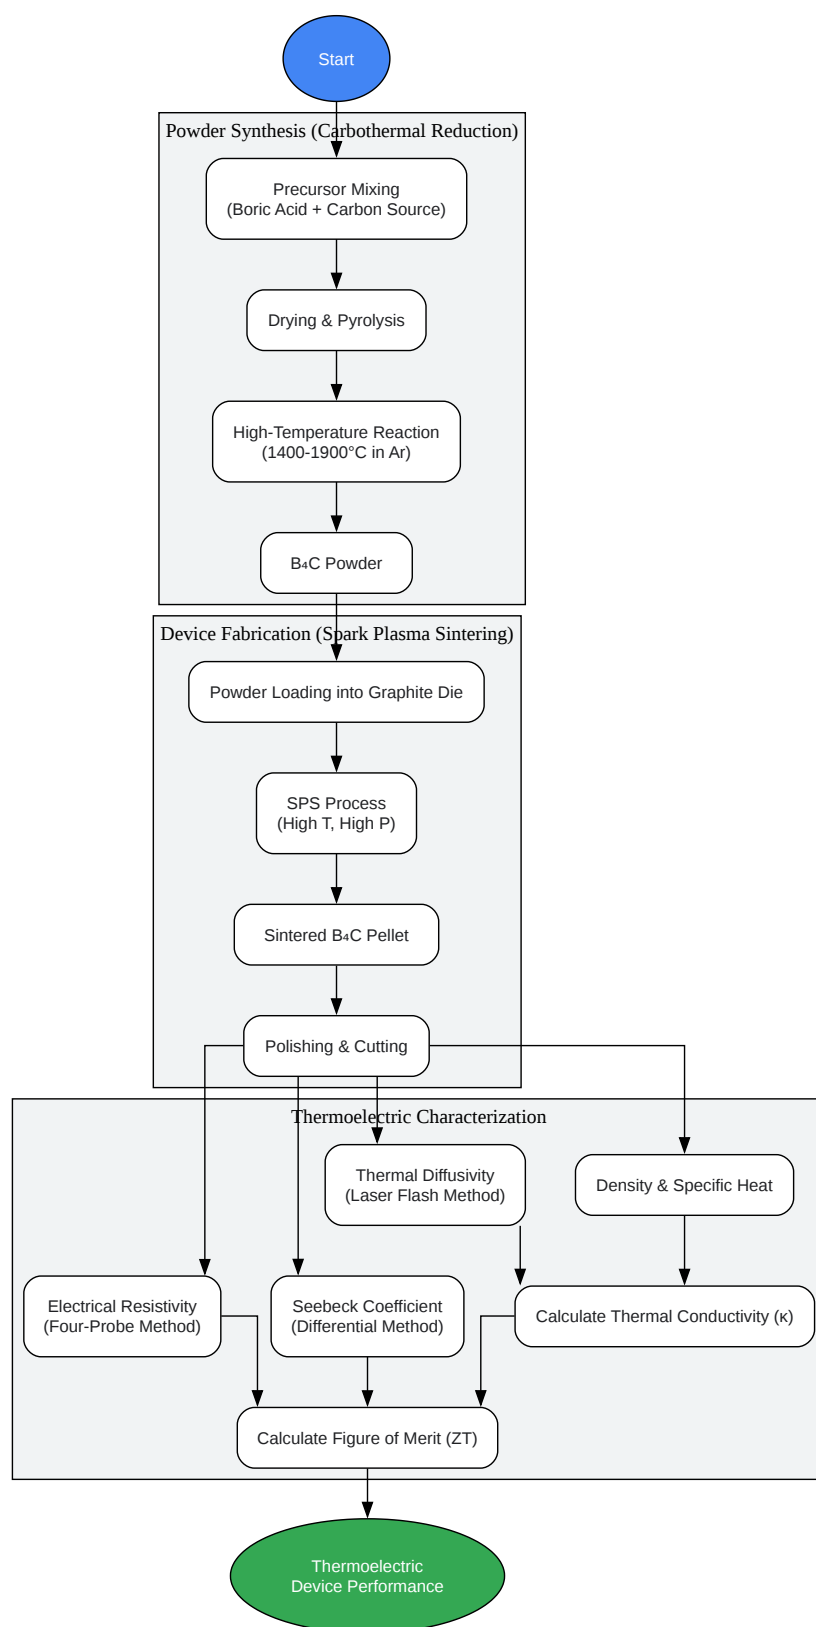 Start
Powder Synthesis (Carbothermal Reduction)
Precursor Mixing
(Boric Acid + Carbon Source)
Drying & Pyrolysis
High-Temperature Reaction
(1400-1900°C in Ar)
B₄C Powder
Device Fabrication (Spark Plasma Sintering)
Powder Loading into Graphite Die
SPS Process
(High T, High P)
Sintered B₄C Pellet
Polishing & Cutting
Thermoelectric Characterization
Thermal Diffusivity
(Laser Flash Method)
Density & Specific Heat
Electrical Resistivity
(Four-Probe Method)
Seebeck Coefficient
(Differential Method)
Calculate Thermal Conductivity (κ)
Calculate Figure of Merit (ZT)
Thermoelectric
Device Performance